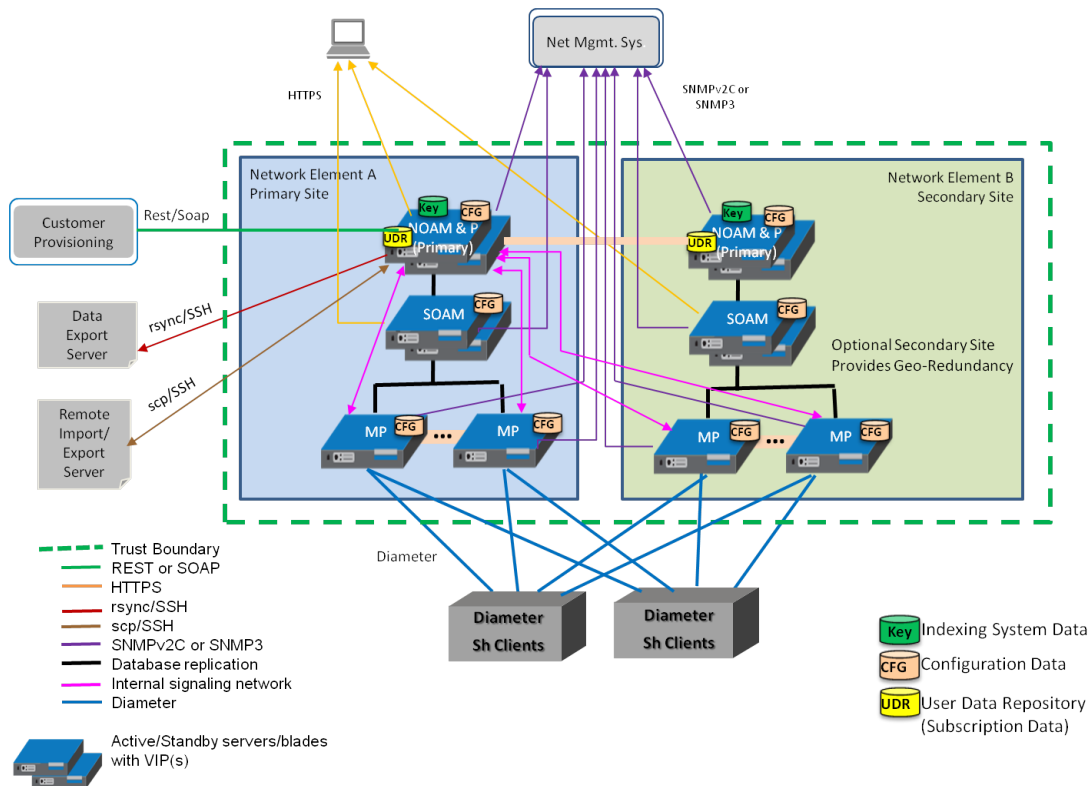 Net Mgmt. Sys
HTTPS
SNMPv2C or
SNMP3
Network Element A
Primary Site
Network Element B
Secondary Site
Customer
Provisioning
Rest/Soap
Key
CFG
UDR
NOAM & P
(Primary)
Key
CFG
UDR
NOAM & P
(Primary)
Data
Export
Server
rsync/SSH
SOAM
CFG
SOAM
CFG
Optional Secondary Site
Provides Geo-Redundancy
scp/SSH
Remote
Import/
Export
Server
MP
CFG
...
MP
CFG
MP
CFG
...
MP
CFG
Diameter
Trust Boundary
REST or SOAP
HTTPS
rsync/SSH
scp/SSH
SNMPv2C or SNMP3
Database replication
Internal signaling network
Diameter
Diameter
Sh Clients
Diameter
Sh Clients
Key Indexing System Data
CFG Configuration Data
UDR User Data Repository
(Subscription Data)
Active/Standby servers/blades
with VIP(s)